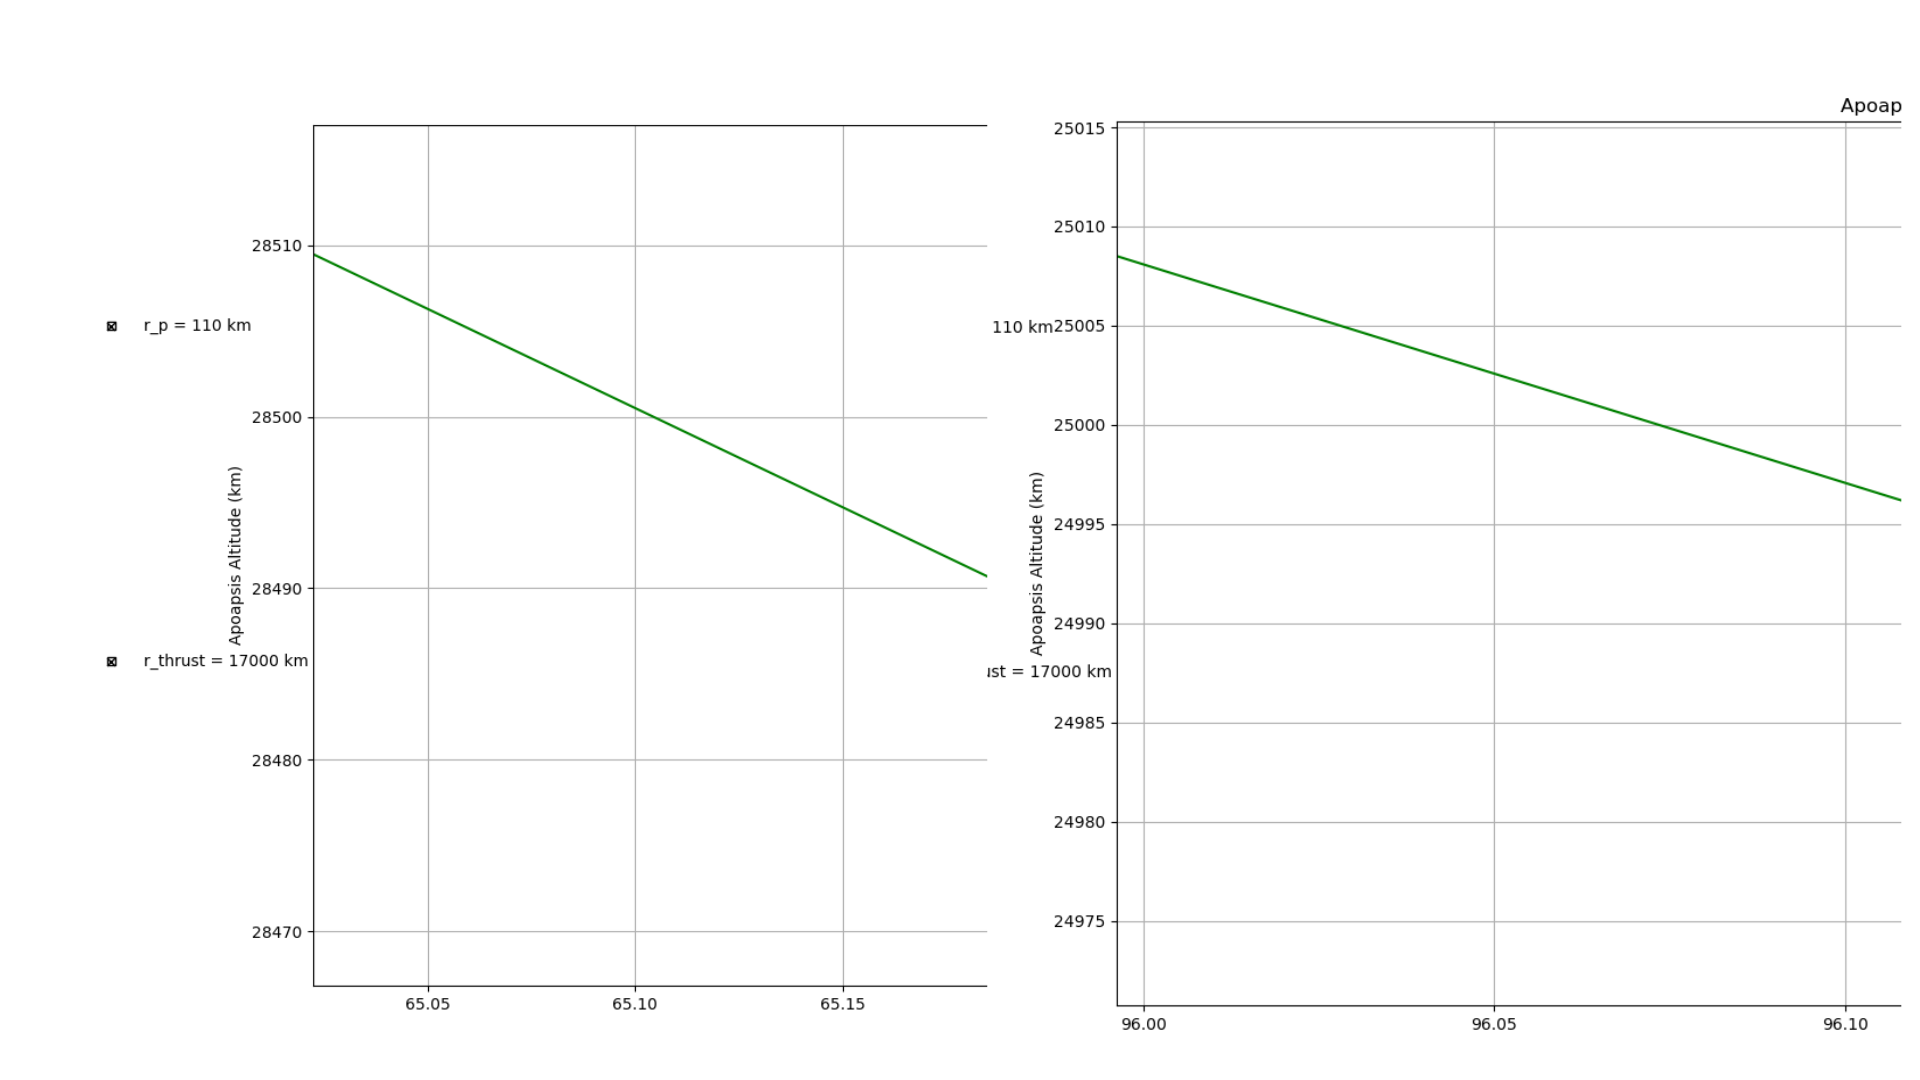 28510
r_p = 110 km
28500
Apoapsis Altitude (km)
28490
r_thrust = 17000 km
28480
28470
65.05 65.10 65.15
Apoap
25015
25010
110 km
25005
25000
Apoapsis Altitude (km)
24995
24990
ust = 17000 km
24985
24980
24975
96.00 96.05 96.10